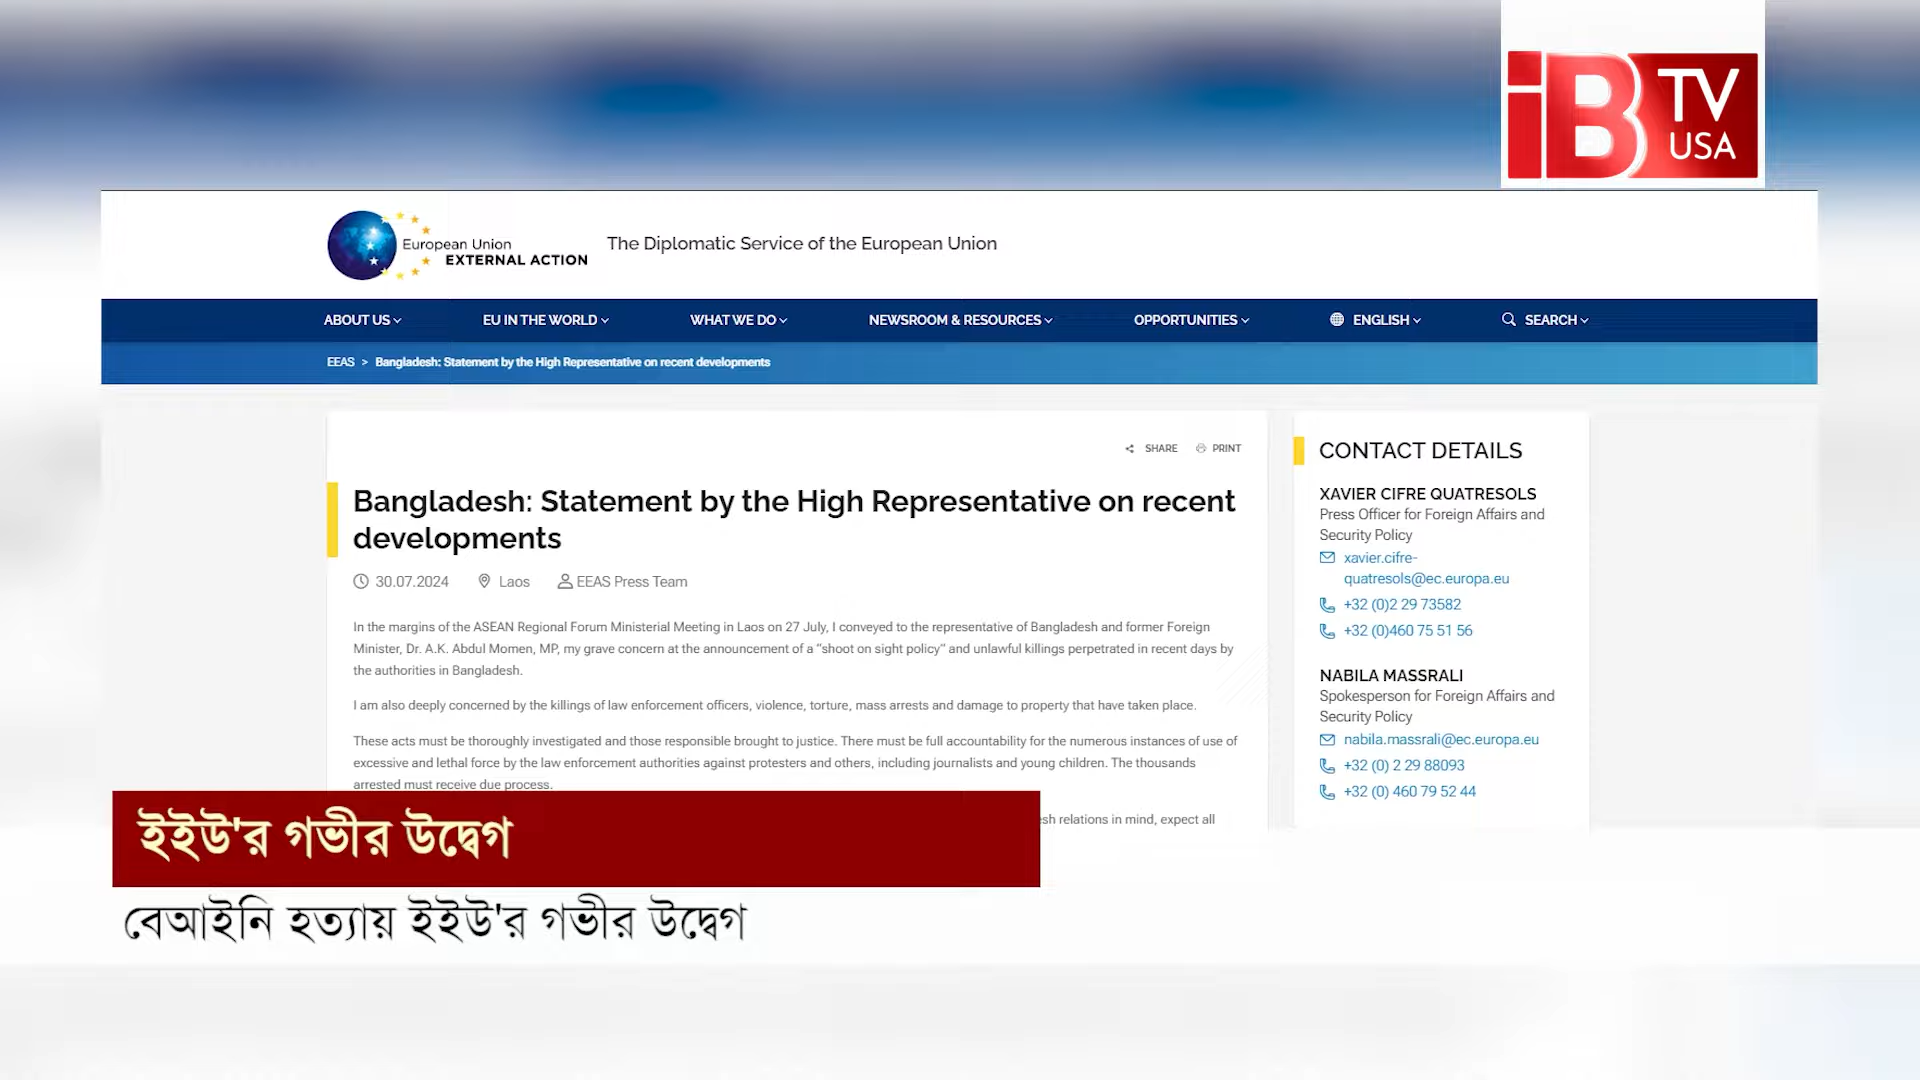 iB TV
USA
European Union
EXTERNAL ACTION
The Diplomatic Service of the European Union
ABOUT US
EU IN THE WORLD
WHAT WE DO
NEWSROOM & RESOURCES
OPPORTUNITIES
ENGLISH
SEARCH
EEAS > Bangladesh: Statement by the High Representative on recent developments
SHARE
PRINT
Bangladesh: Statement by the High Representative on recent
developments
30.07.2024
Laos
EEAS Press Team
In the margins of the ASEAN Regional Forum Ministerial Meeting in Laos on 27 July, I conveyed to the representative of Bangladesh and former Foreign
Minister, Dr. A.K. Abdul Momen, MP, my grave concern at the announcement of a “shoot on sight policy” and unlawful killings perpetrated in recent days by
the authorities in Bangladesh.
I am also deeply concerned by the killings of law enforcement officers, violence, torture, mass arrests and damage to property that have taken place.
These acts must be thoroughly investigated and those responsible brought to justice. There must be full accountability for the numerous instances of use of
excessive and lethal force by the law enforcement authorities against protesters and others, including journalists and young children. The thousands
arrested must receive due process.
relations in mind, expect all
CONTACT DETAILS
XAVIER CIFRE QUATRESOLS
Press Officer for Foreign Affairs and
Security Policy
xavier.cifre-
quatresols@ec.europa.eu
+32 (0)2 29 73582
+32 (0)460 75 51 56
NABILA MASSRALI
Spokesperson for Foreign Affairs and
Security Policy
nabila.massrali@ec.europa.eu
+32 (0) 2 29 88093
+32 (0) 460 79 52 44
ইইউ'র গভীর উদ্বেগ
বেআইনি হত্যায় ইইউ'র গভীর উদ্বেগ